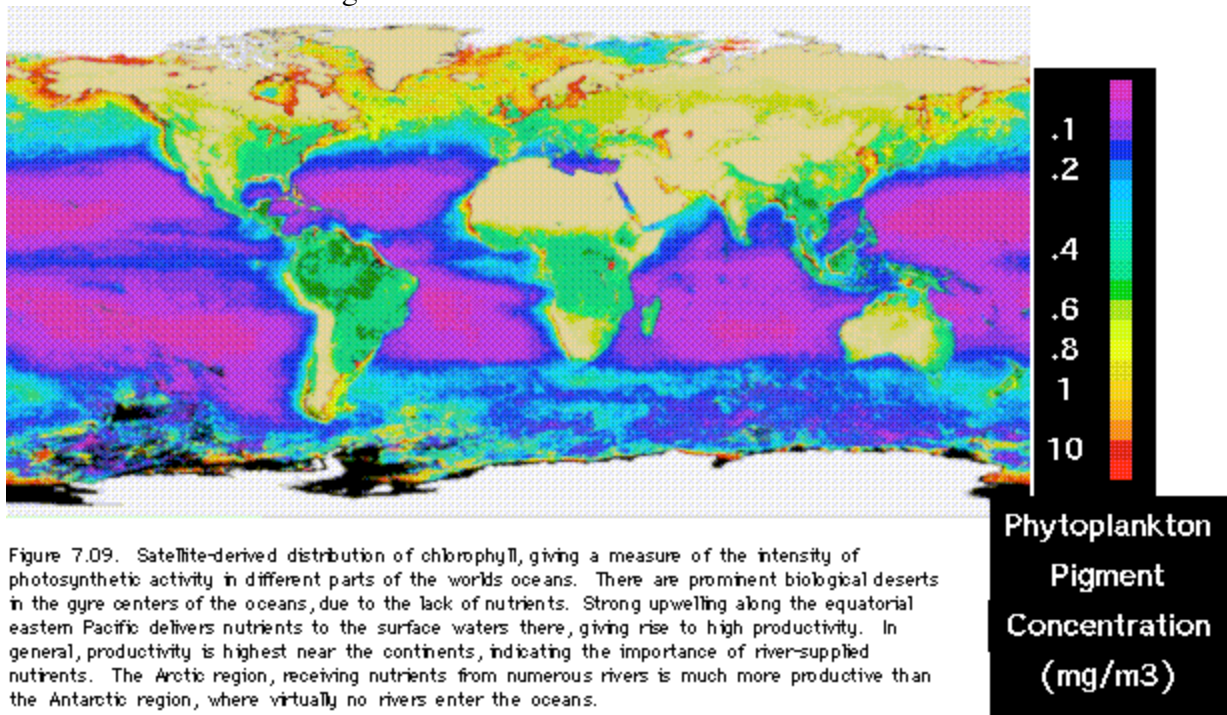 .1
.2
.4
.6
.8
1
10
Phytoplankton
Pigment
Concentration
(mg/m3)
Figure 7.09. Satellite-derived distribution of chlorophyll, giving a measure of the intensity of
photosynthetic activity in different parts of the worlds oceans. There are prominent biological deserts
in the gyre centers of the oceans, due to the lack of nutrients. Strong upwelling along the equatorial
eastern Pacific delivers nutrients to the surface waters there, giving rise to high productivity. In
general, productivity is highest near the continents, indicating the importance of river-supplied
nutirents. The Arctic region, receiving nutrients from numerous rivers is much more productive than
the Antarctic region, where virtually no rivers enter the oceans.